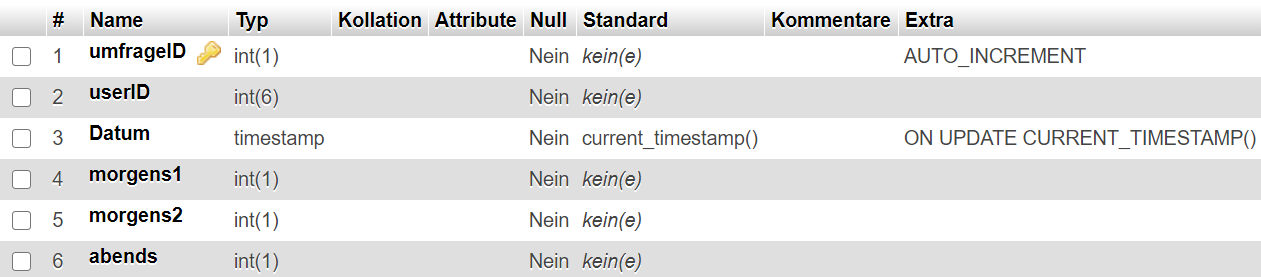 # Name Typ Kollation Attribute Null Standard Kommentare Extra
1 umfrageID int(1) Nein kein(e) AUTO_INCREMENT
2 userID int(6) Nein kein(e)
3 Datum timestamp Nein current_timestamp() ON UPDATE CURRENT_TIMESTAMP()
4 morgens1 int(1) Nein kein(e)
5 morgens2 int(1) Nein kein(e)
6 abends int(1) Nein kein(e)